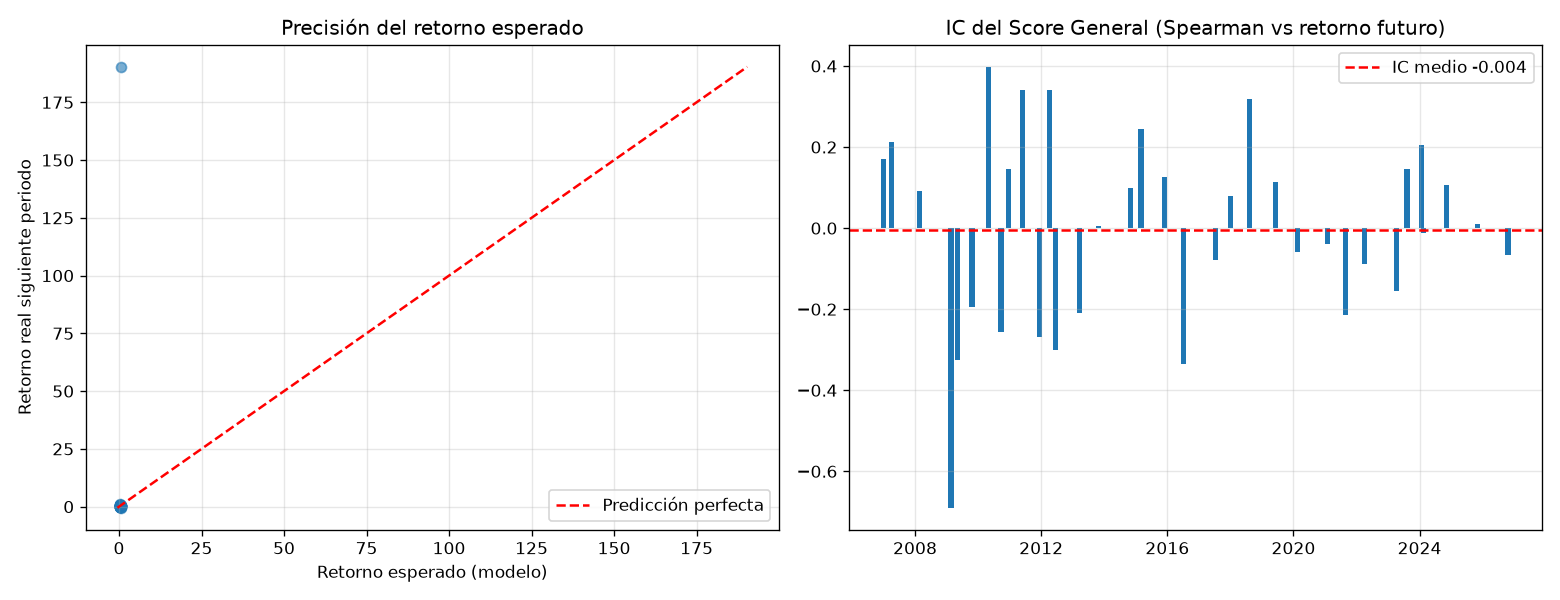 Precisión del retorno esperado
Retorno real siguiente periodo
175
150
125
100
75
50
25
0
0 25 50 75 100 125 150 175
Retorno esperado (modelo)
Predicción perfecta
IC del Score General (Spearman vs retorno futuro)
IC medio -0.004
0.4
0.2
0.0
−0.2
−0.4
−0.6
2008 2012 2016 2020 2024